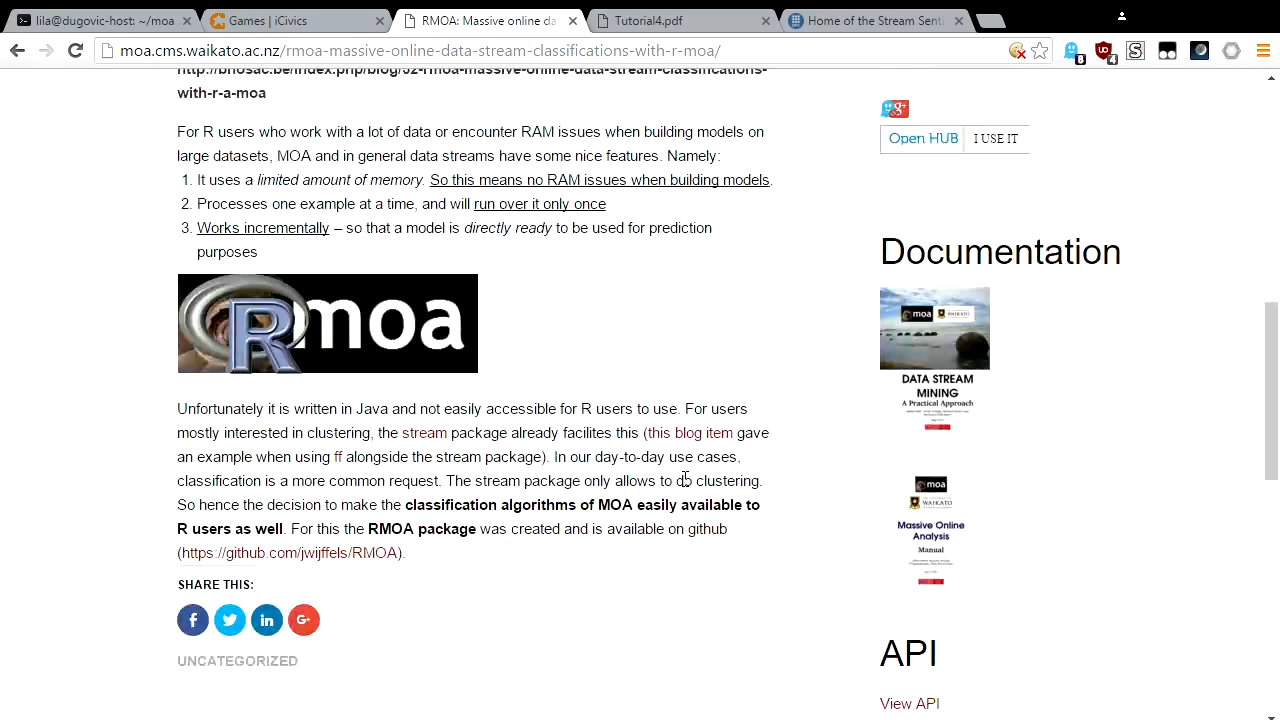 lila@dugovic-host: ~/moa
Games | iCivics
RMOA: Massive online da
Tutorial4.pdf
Home of the Stream Senti
moa.cms.waikato.ac.nz/rmoa-massive-online-data-stream-classifications-with-r-moa/
8
4
http://bnosac.be/index.php/blog/32-rmoa-massive-online-data-stream-classifications-
with-r-a-moa
For R users who work with a lot of data or encounter RAM issues when building models on
large datasets, MOA and in general data streams have some nice features. Namely:
1. It uses a limited amount of memory. So this means no RAM issues when building models.
2. Processes one example at a time, and will run over it only once
3. Works incrementally – so that a model is directly ready to be used for prediction
purposes
R moa
Unfortunately it is written in Java and not easily accessible for R users to use. For users
mostly interested in clustering, the stream package already facilites this (this blog item gave
an example when using ff alongside the stream package). In our day-to-day use cases,
classification is a more common request. The stream package only allows to do clustering.
So hence the decision to make the classification algorithms of MOA easily available to
R users as well. For this the RMOA package was created and is available on github
(https://github.com/jwijffels/RMOA).
SHARE THIS:
UNCATEGORIZED
g+
Open HUB I USE IT
Documentation
moa WAIKATO
DATA STREAM
MINING
A Practical Approach
moa
WAIKATO
Massive Online
Analysis
Manual
API
View API